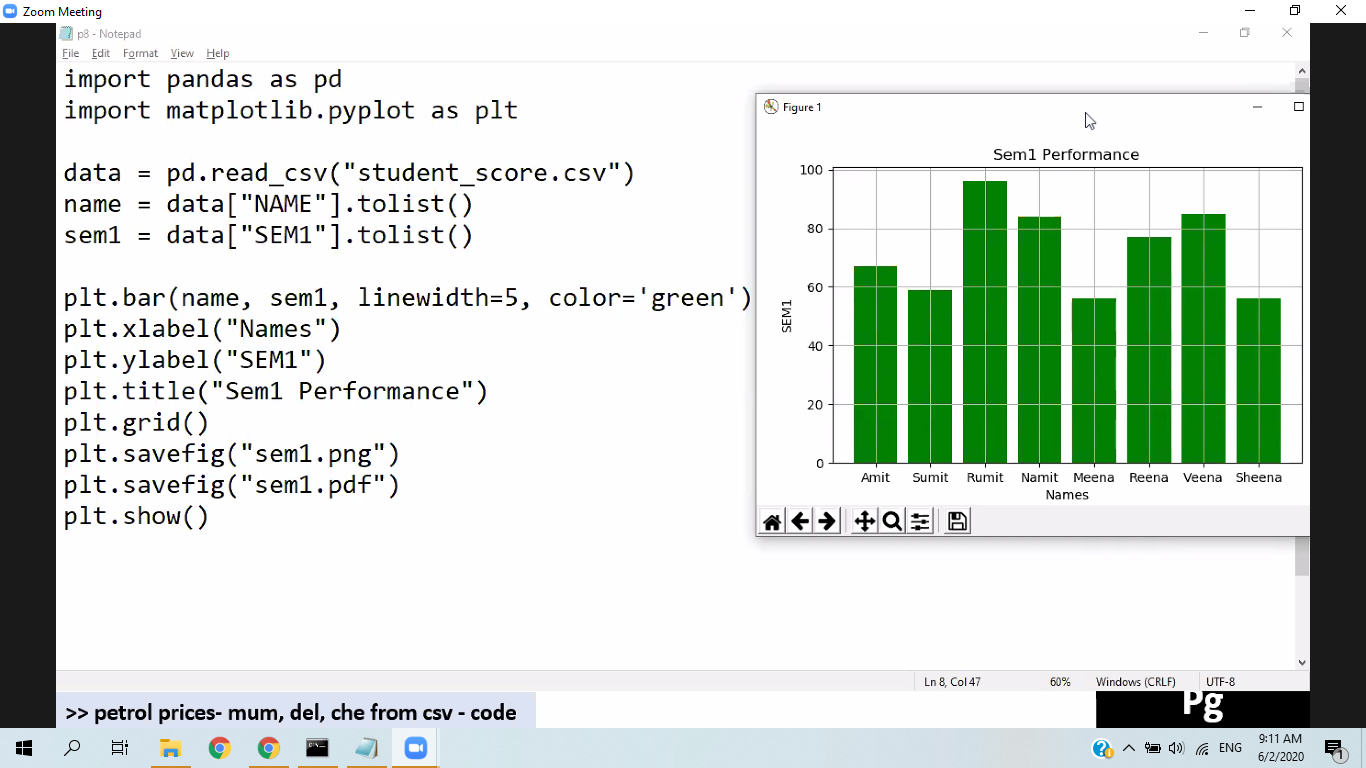 Zoom Meeting
p8 - Notepad
File Edit Format View Help
import pandas as pd
import matplotlib.pyplot as plt
data = pd.read_csv("student_score.csv")
name = data["NAME"].tolist()
sem1 = data["SEM1"].tolist()
plt.bar(name, sem1, linewidth=5, color='green')
plt.xlabel("Names")
plt.ylabel("SEM1")
plt.title("Sem1 Performance")
plt.grid()
plt.savefig("sem1.png")
plt.savefig("sem1.pdf")
plt.show()
Figure 1
Sem1 Performance
100
80
60
40
20
0
SEM1
Amit Sumit Rumit Namit Meena Reena Veena Sheena
Names
Ln 8, Col 47 60% Windows (CRLF) UTF-8
>> petrol prices- mum, del, che from csv - code
Pg
ENG
9:11 AM
6/2/2020
1